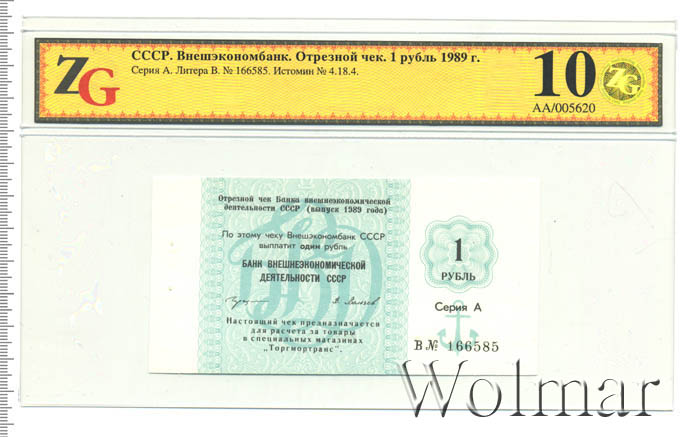 ZG
СССР. Внешэкономбанк. Отрезной чек. 1 рубль 1989 г.
Серия А. Литера В. № 166585. Истомин № 4.18.4.
10
ZG
АА/005620
Отрезной чек Банка внешнеэкономической
деятельности СССР (выпуск 1989 года)
По этому чеку Внешэкономбанк СССР
выплатит один рубль
БАНК ВНЕШНЕЭКОНОМИЧЕСКОЙ
ДЕЯТЕЛЬНОСТИ СССР
Настоящий чек предназначается
для расчета за товары
в специальных магазинах
„Торгмортранс".
1
РУБЛЬ
Серия А
В № 166585
Wolmar